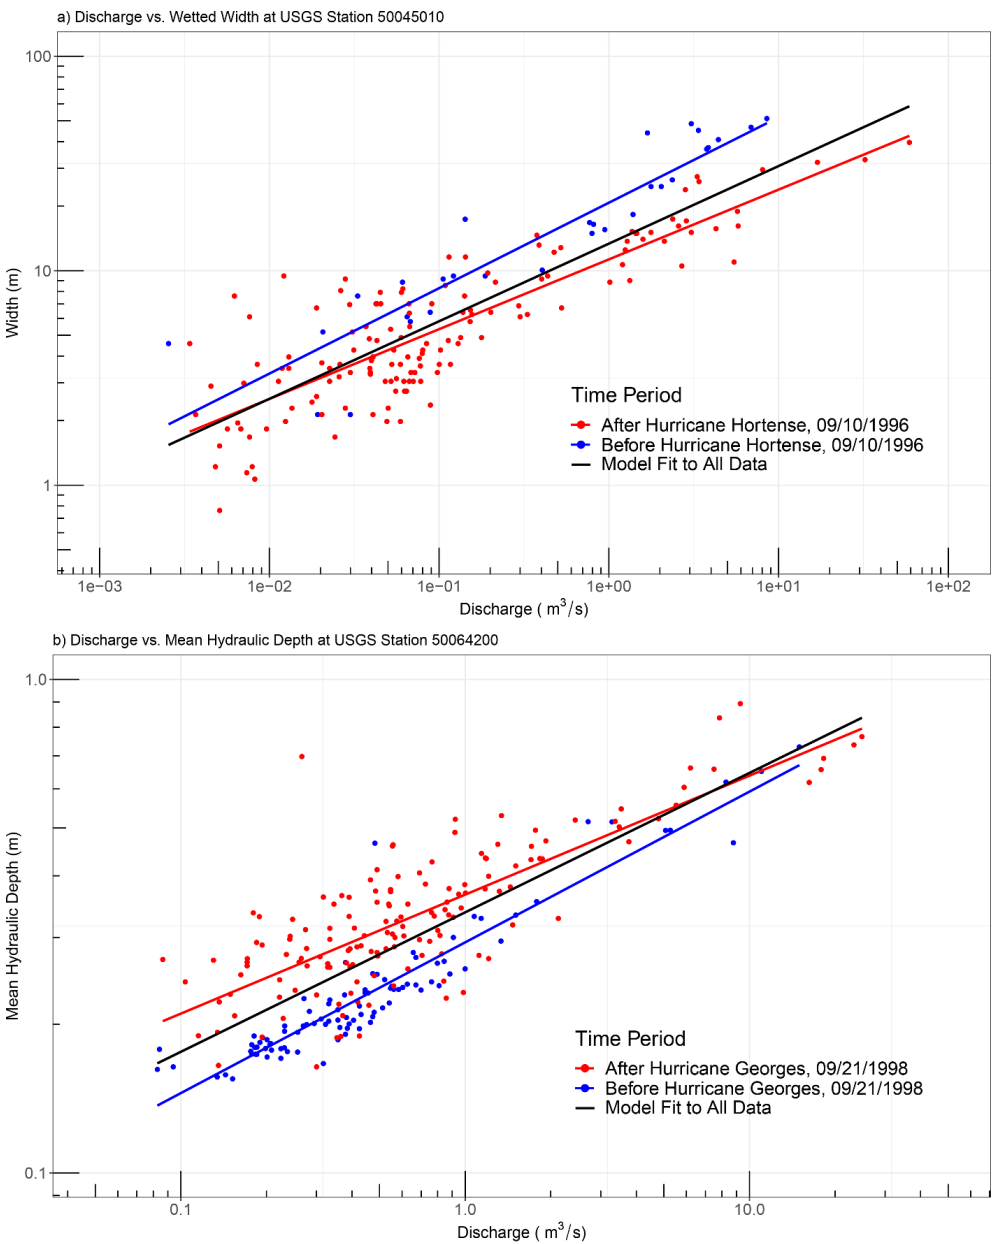 a) Discharge vs. Wetted Width at USGS Station 50045010
100
10
1
Width (m)
Time Period
After Hurricane Hortense, 09/10/1996
Before Hurricane Hortense, 09/10/1996
Model Fit to All Data
1e−03 1e−02 1e−01 1e+00 1e+01 1e+02
Discharge ( m³/s)
b) Discharge vs. Mean Hydraulic Depth at USGS Station 50064200
1.0
0.1
Mean Hydraulic Depth (m)
Time Period
After Hurricane Georges, 09/21/1998
Before Hurricane Georges, 09/21/1998
Model Fit to All Data
0.1 1.0 10.0
Discharge ( m³/s)